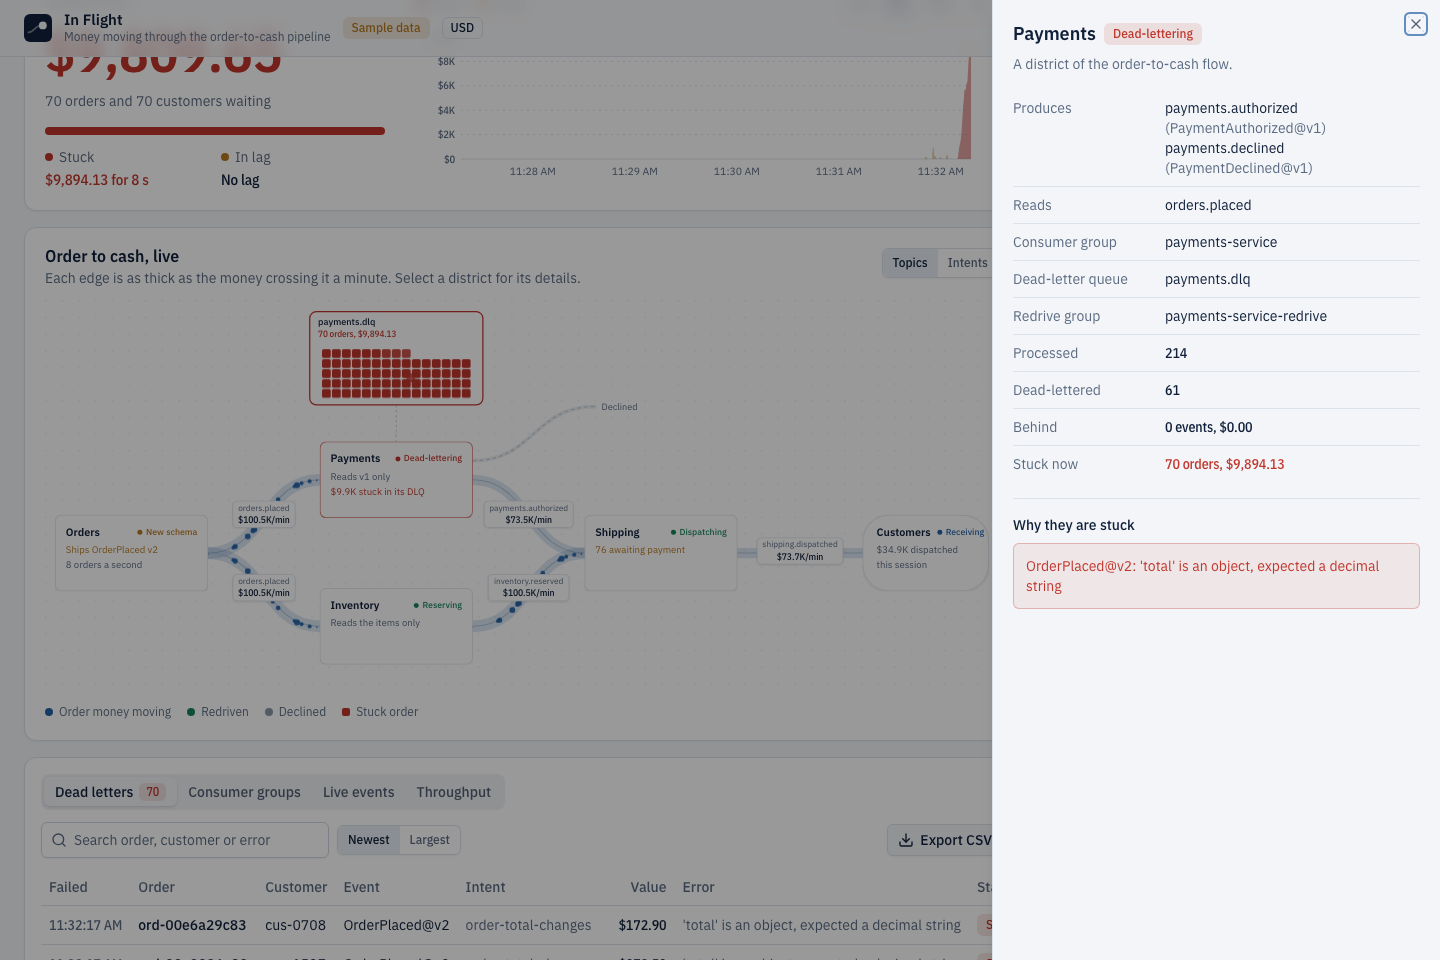 In Flight
Money moving through the order-to-cash pipeline
Sample data
USD
70 orders and 70 customers waiting
Stuck
$9,894.13 for 8 s
In lag
No lag
$8K
$6K
$4K
$2K
$0
11:28 AM
11:29 AM
11:30 AM
11:31 AM
11:32 AM
Order to cash, live
Each edge is as thick as the money crossing it a minute. Select a district for its details.
Topics
Intents
payments.dlq
70 orders, $9,894.13
Declined
Payments
Dead-lettering
Reads v1 only
$9.9K stuck in its DLQ
orders.placed
$100.5K/min
payments.authorized
$73.5K/min
Orders
New schema
Ships OrderPlaced v2
8 orders a second
Shipping
Dispatching
76 awaiting payment
shipping.dispatched
$73.7K/min
Customers
Receiving
$34.9K dispatched
this session
orders.placed
$100.5K/min
inventory.reserved
$100.5K/min
Inventory
Reserving
Reads the items only
Order money moving
Redriven
Declined
Stuck order
Dead letters 70
Consumer groups
Live events
Throughput
Search order, customer or error
Newest
Largest
Export CSV
Failed
Order
Customer
Event
Intent
Value
Error
11:32:17 AM
ord-00e6a29c83
cus-0708
OrderPlaced@v2
order-total-changes
$172.90
'total' is an object, expected a decimal string
Payments
Dead-lettering
A district of the order-to-cash flow.
Produces
payments.authorized
(PaymentAuthorized@v1)
payments.declined
(PaymentDeclined@v1)
Reads
orders.placed
Consumer group
payments-service
Dead-letter queue
payments.dlq
Redrive group
payments-service-redrive
Processed
214
Dead-lettered
61
Behind
0 events, $0.00
Stuck now
70 orders, $9,894.13
Why they are stuck
OrderPlaced@v2: 'total' is an object, expected a decimal
string